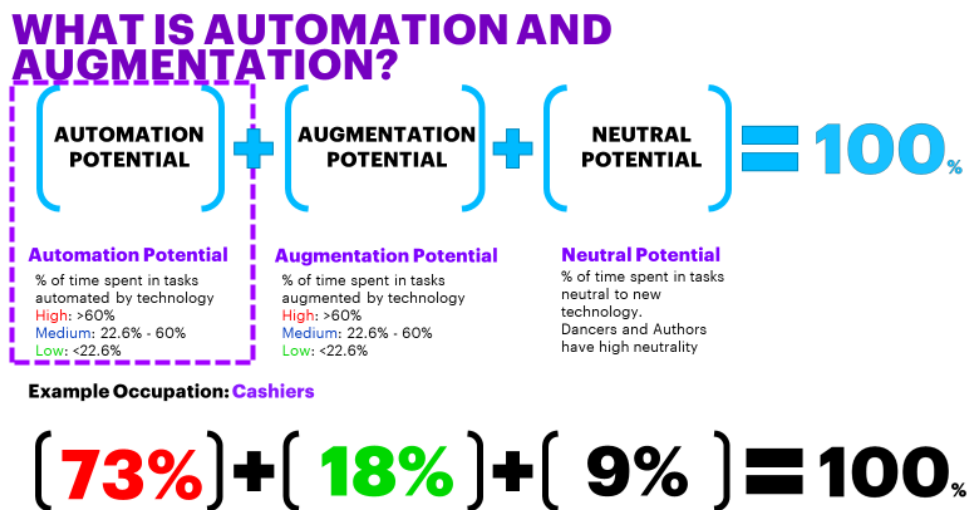 WHAT IS AUTOMATION AND
AUGMENTATION?
AUTOMATION
POTENTIAL
+
AUGMENTATION
POTENTIAL
+
NEUTRAL
POTENTIAL
= 100%
Automation Potential
% of time spent in tasks
automated by technology
High: >60%
Medium: 22.6% - 60%
Low: <22.6%
Augmentation Potential
% of time spent in tasks
augmented by technology
High: >60%
Medium: 22.6% - 60%
Low: <22.6%
Neutral Potential
% of time spent in tasks
neutral to new
technology.
Dancers and Authors
have high neutrality
Example Occupation: Cashiers
(73%)+(18%)+(9%)=100%